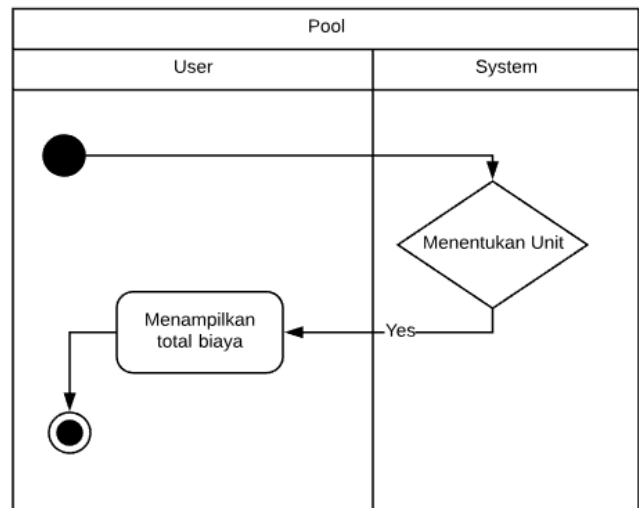 Pool
User
System
Menentukan Unit
Menampilkan
total biaya
Yes